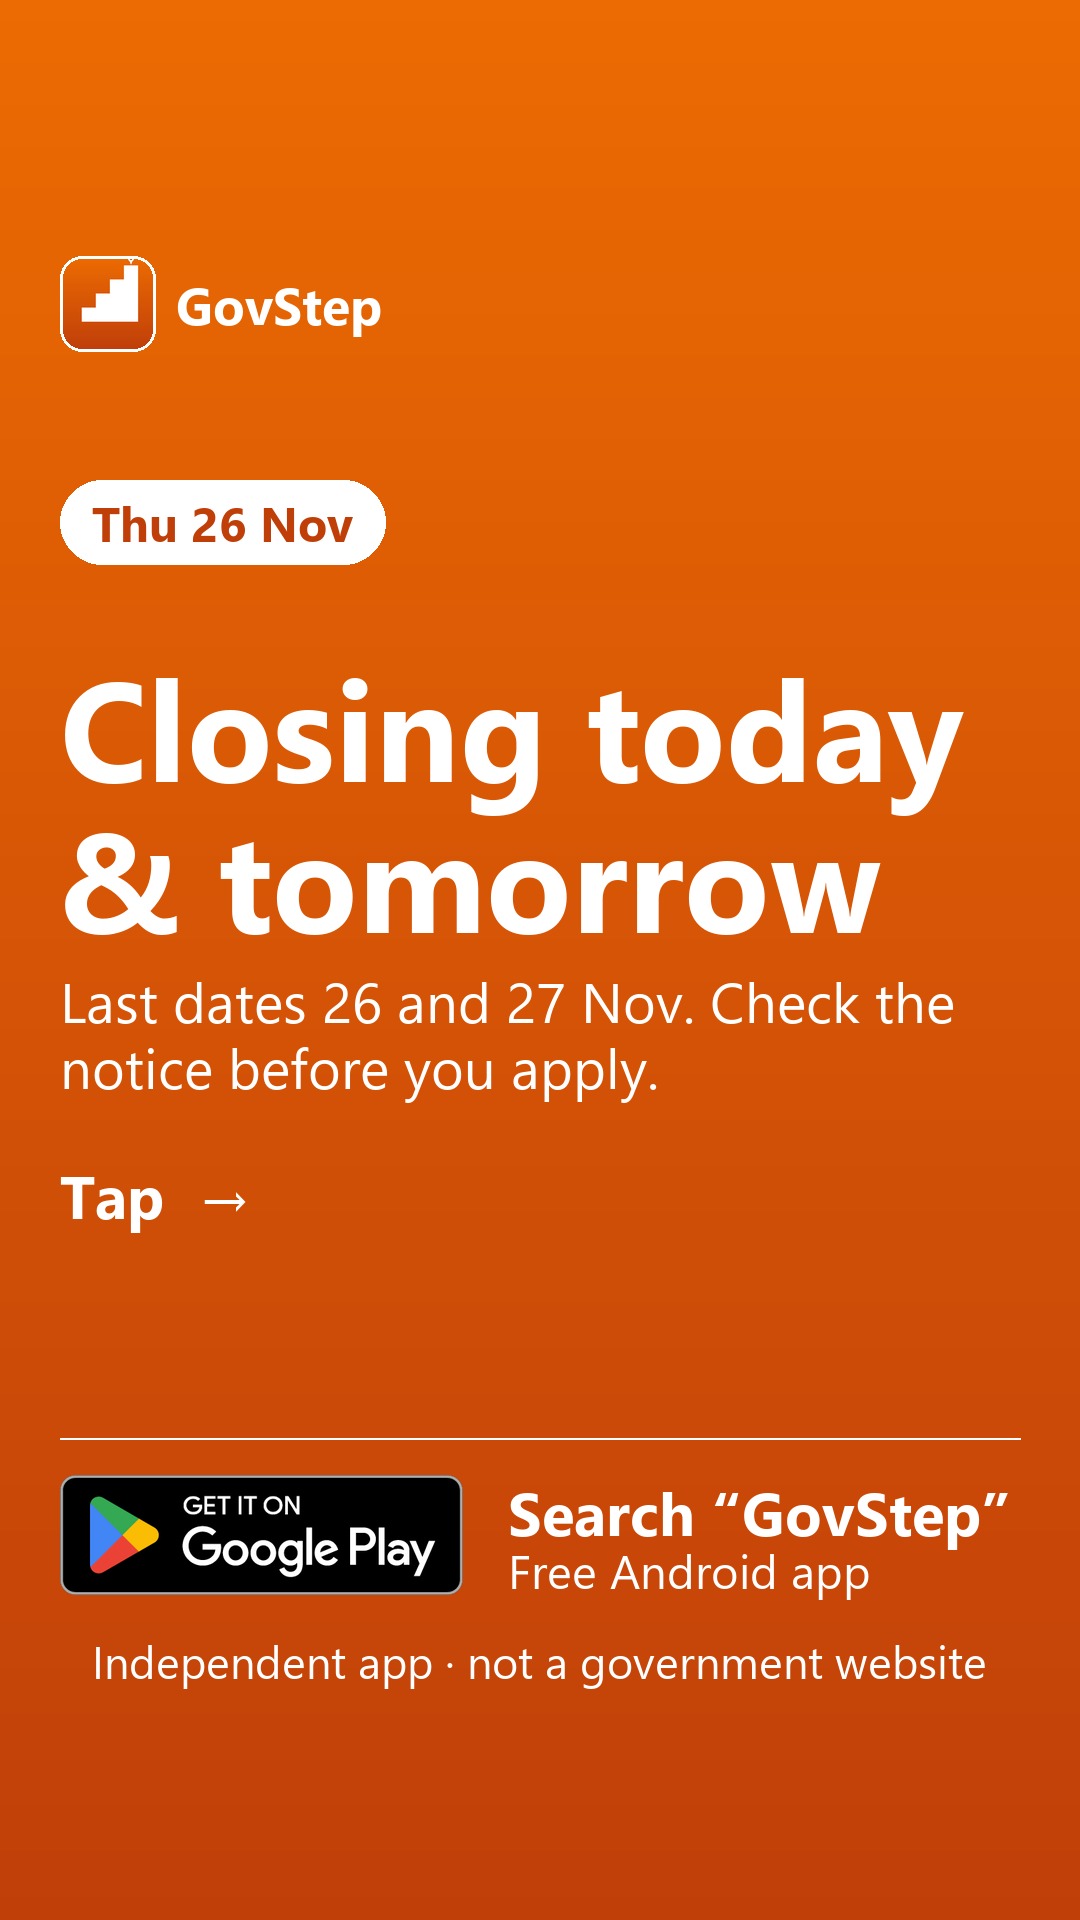 GovStep
Thu 26 Nov
Closing today
& tomorrow
Last dates 26 and 27 Nov. Check the
notice before you apply.
Tap →
GET IT ON
Google Play
Search “GovStep”
Free Android app
Independent app · not a government website